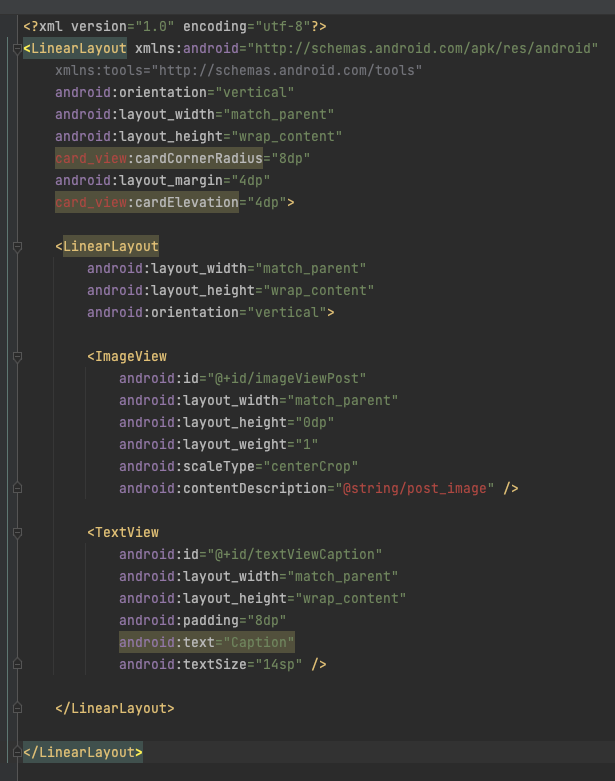 <?xml version="1.0" encoding="utf-8"?>
<LinearLayout xmlns:android="http://schemas.android.com/apk/res/android"
    xmlns:tools="http://schemas.android.com/tools"
    android:orientation="vertical"
    android:layout_width="match_parent"
    android:layout_height="wrap_content"
    card_view:cardCornerRadius="8dp"
    android:layout_margin="4dp"
    card_view:cardElevation="4dp">

    <LinearLayout
        android:layout_width="match_parent"
        android:layout_height="wrap_content"
        android:orientation="vertical">

        <ImageView
            android:id="@+id/imageViewPost"
            android:layout_width="match_parent"
            android:layout_height="0dp"
            android:layout_weight="1"
            android:scaleType="centerCrop"
            android:contentDescription="@string/post_image" />

        <TextView
            android:id="@+id/textViewCaption"
            android:layout_width="match_parent"
            android:layout_height="wrap_content"
            android:padding="8dp"
            android:text="Caption"
            android:textSize="14sp" />

    </LinearLayout>

</LinearLayout>